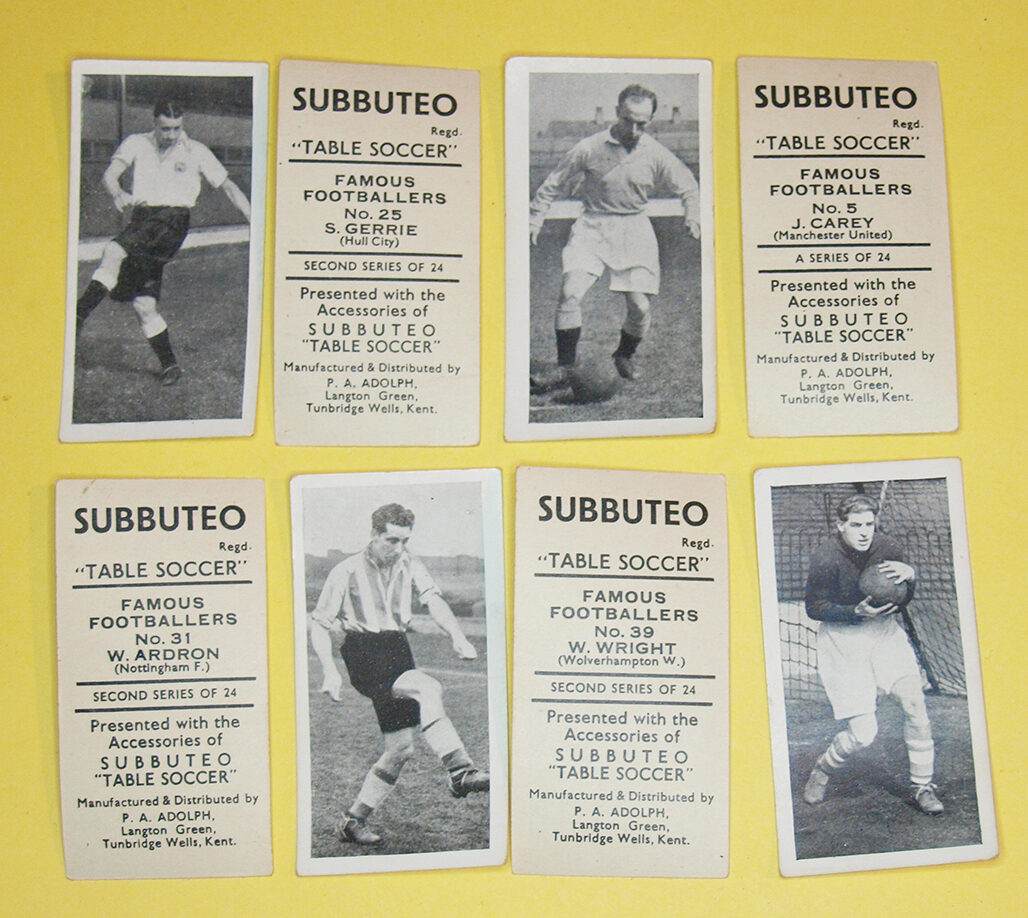 SUBBUTEO
Regd.
"TABLE SOCCER"
FAMOUS
FOOTBALLERS
No. 25
S. GERRIE
(Hull City)
SECOND SERIES OF 24
Presented with the
Accessories of
SUBBUTEO
"TABLE SOCCER"
Manufactured & Distributed by
P. A. ADOLPH,
Langton Green,
Tunbridge Wells, Kent.
SUBBUTEO
Regd.
"TABLE SOCCER"
FAMOUS
FOOTBALLERS
No. 5
J. CAREY
(Manchester United)
A SERIES OF 24
Presented with the
Accessories of
SUBBUTEO
"TABLE SOCCER"
Manufactured & Distributed by
P. A. ADOLPH,
Langton Green,
Tunbridge Wells, Kent.
SUBBUTEO
Regd.
"TABLE SOCCER"
FAMOUS
FOOTBALLERS
No. 31
W. ARDRON
(Nottingham F.)
SECOND SERIES OF 24
Presented with the
Accessories of
SUBBUTEO
"TABLE SOCCER"
Manufactured & Distributed by
P. A. ADOLPH,
Langton Green,
Tunbridge Wells, Kent.
SUBBUTEO
Regd.
"TABLE SOCCER"
FAMOUS
FOOTBALLERS
No. 39
W. WRIGHT
(Wolverhampton W.)
SECOND SERIES OF 24
Presented with the
Accessories of
SUBBUTEO
"TABLE SOCCER"
Manufactured & Distributed by
P. A. ADOLPH,
Langton Green,
Tunbridge Wells, Kent.